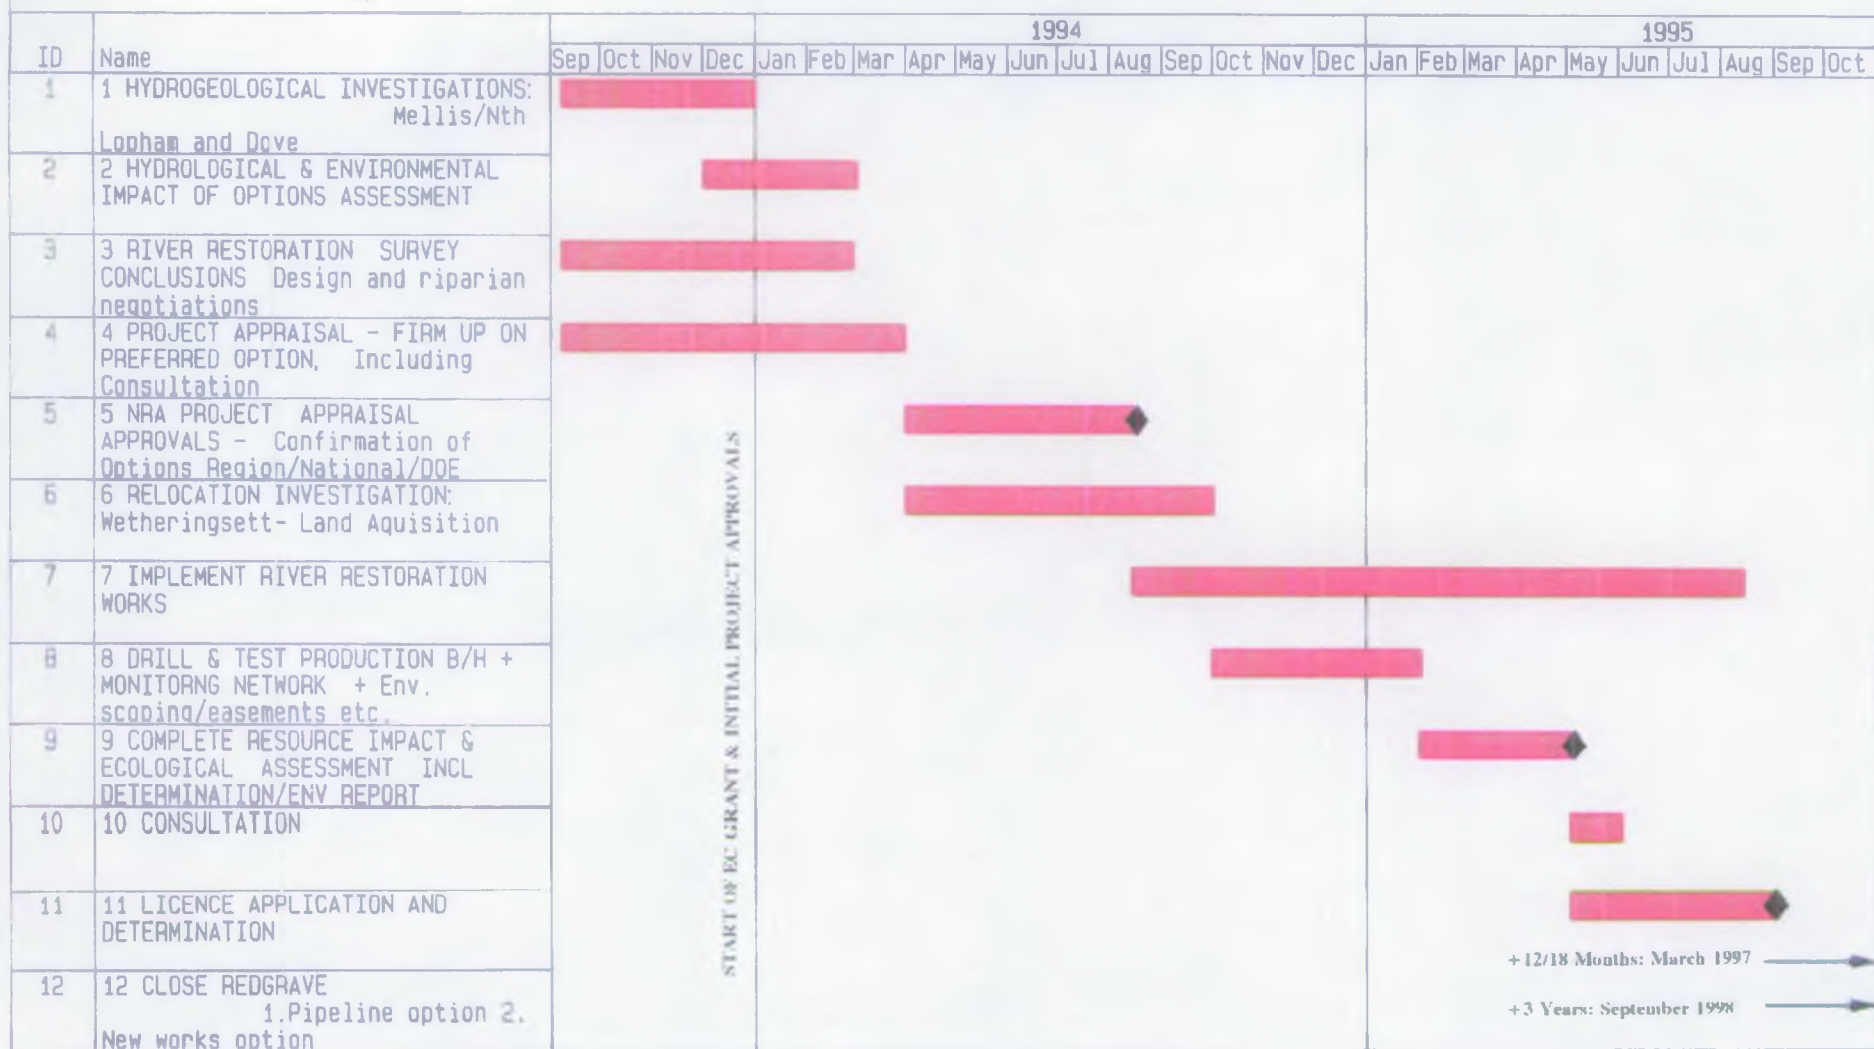 1994
1995
ID
Name
Sep Oct Nov Dec Jan Feb Mar Apr May Jun Jul Aug Sep Oct Nov Dec Jan Feb Mar Apr May Jun Jul Aug Sep Oct
1
1 HYDROGEOLOGICAL INVESTIGATIONS:
Mellis/Nth
Lopham and Dove
2
2 HYDROLOGICAL & ENVIRONMENTAL
IMPACT OF OPTIONS ASSESSMENT
3
3 RIVER RESTORATION SURVEY
CONCLUSIONS Design and riparian
negotiations
4
4 PROJECT APPRAISAL - FIRM UP ON
PREFERRED OPTION, Including
Consultation
5
5 NRA PROJECT APPRAISAL
APPROVALS - Confirmation of
Options Region/National/DOE
6
6 RELOCATION INVESTIGATION:
Wetheringsett- Land Aquisition
7
7 IMPLEMENT RIVER RESTORATION
WORKS
8
8 DRILL & TEST PRODUCTION B/H +
MONITORNG NETWORK + Env.
scoping/easements etc.
9
9 COMPLETE RESOURCE IMPACT &
ECOLOGICAL ASSESSMENT INCL
DETERMINATION/ENV REPORT
10
10 CONSULTATION
11
11 LICENCE APPLICATION AND
DETERMINATION
12
12 CLOSE REDGRAVE
1.Pipeline option 2.
New works option
START OF EC GRANT & INITIAL PROJECT APPROVALS
+12/18 Months: March 1997
+3 Years: September 1998